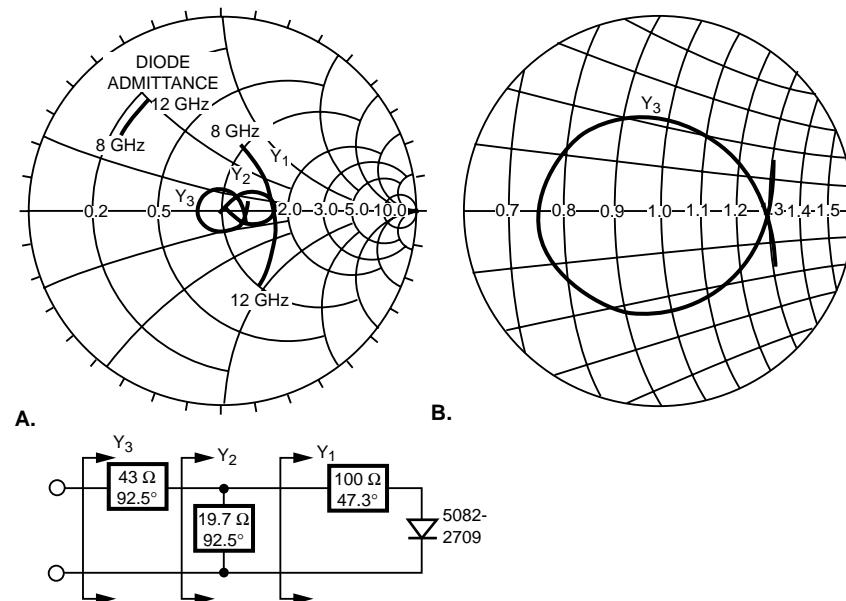 DIODE
ADMITTANCE
12 GHz
8 GHz
8 GHz
Y1
Y2
Y3
0.2
0.5
2.0
3.0
5.0
10.0
12 GHz
A.
Y3
0.7
0.8
0.9
1.0
1.1
1.2
.3
1.4
1.5
B.
Y3
Y2
Y1
43 Ω
92.5°
19.7 Ω
92.5°
100 Ω
47.3°
5082-
2709